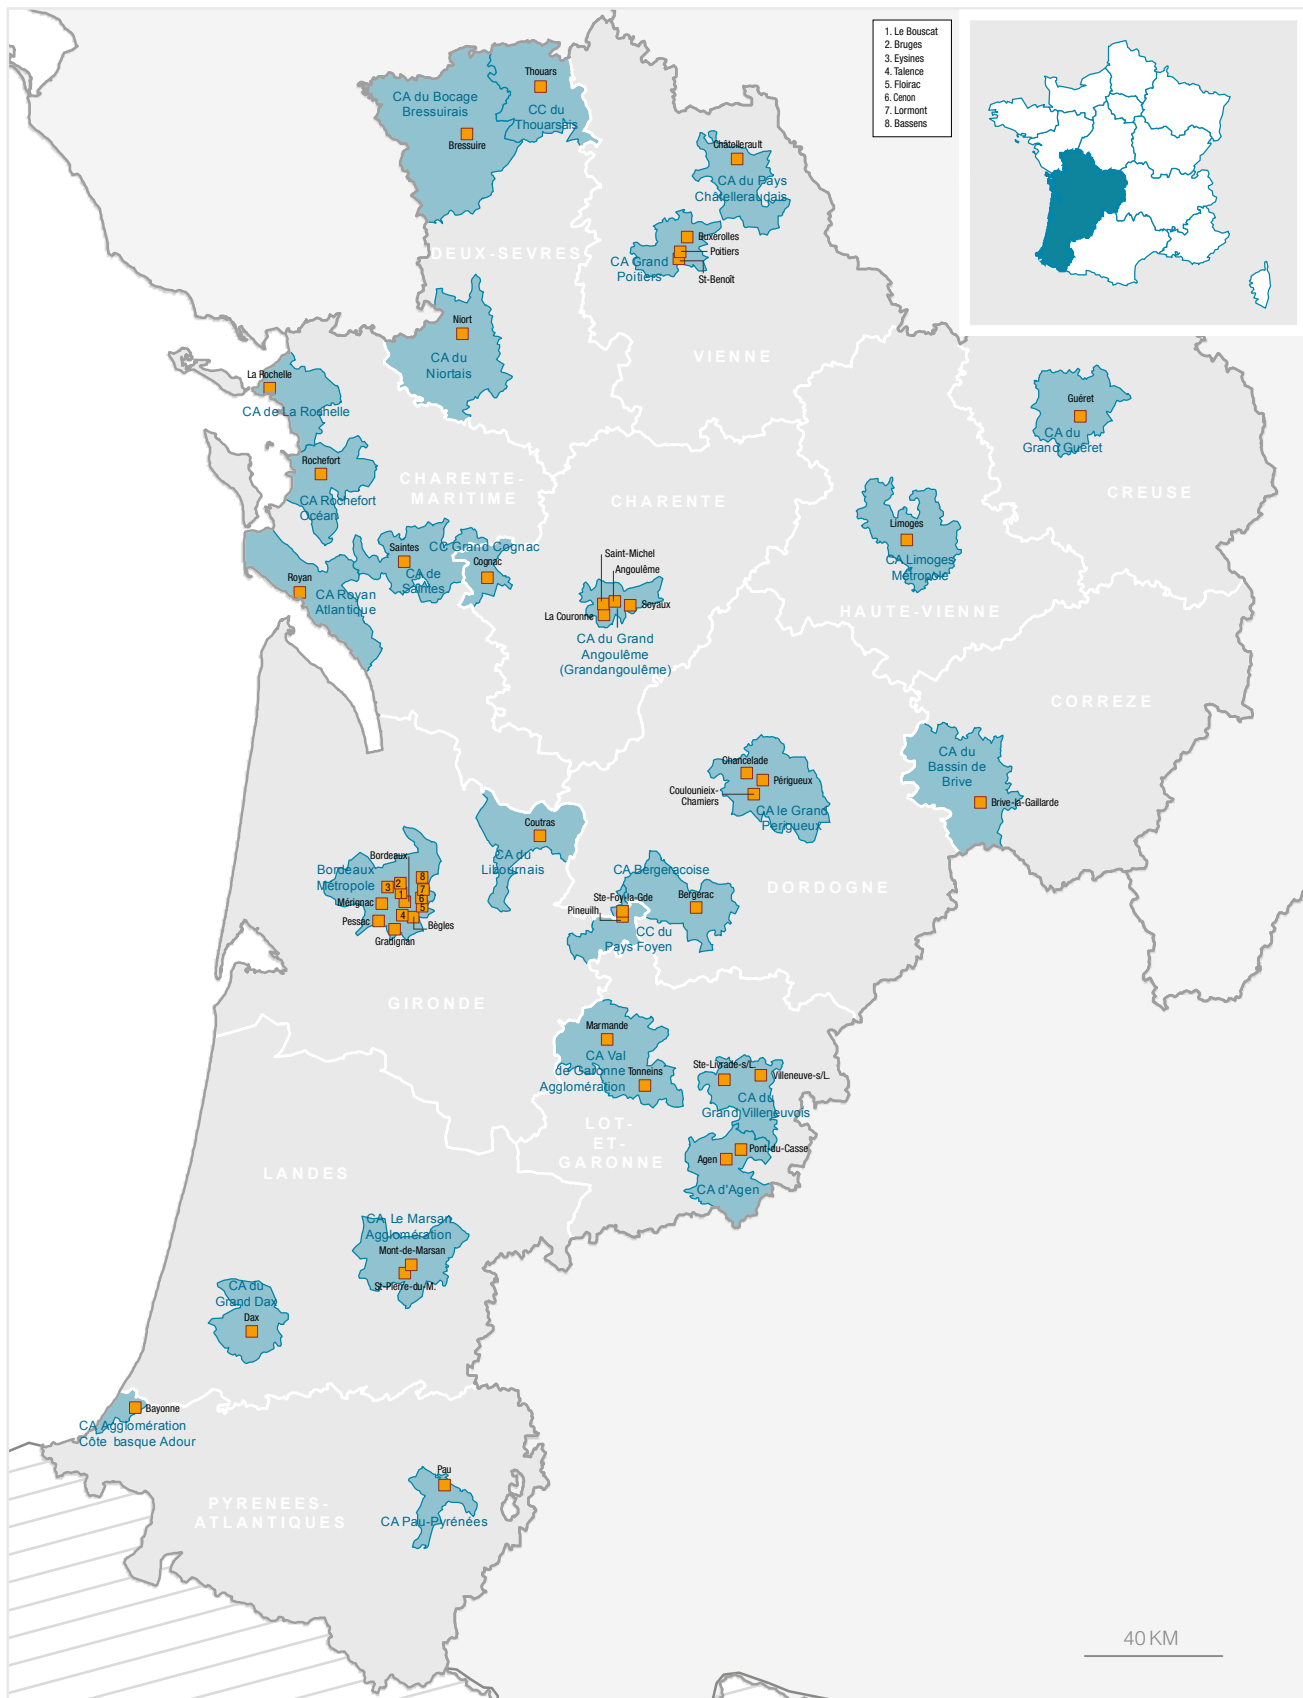 1. Le Bouscat
2. Bruges
3. Eysines
4. Talence
5. Floirac
6. Cenon
7. Lormont
8. Bassens
Thouars
CA du Bocage
Bressuirais
CC du
Thouarsais
Bressuire
Châtellerault
CA du Pays
Châtelleraudais
Buxerolles
Poitiers
CA Grand
Poitiers
St-Benoît
DEUX-SEVRES
Niort
CA du
Niortais
VIENNE
La Rochelle
CA de La Rochelle
Guéret
CA du
Grand Guéret
Rochefort
CA Rochefort
Océan
CHARENTE-
MARITIME
CHARENTE
CREUSE
Limoges
CA Limoges
Métropole
Saintes
CA de
Saintes
CC Grand Cognac
Cognac
Royan
CA Royan
Atlantique
Saint-Michel
Angoulême
Soyaux
La Couronne
CA du Grand
Angoulême
(Grandangoulême)
HAUTE-VIENNE
CORREZE
CA du
Bassin de
Brive
Brive-la-Gaillarde
Chancelade
Périgueux
Coulounieix-
Chamiers
CA le Grand
Perigueux
Coutras
CA du
Libournais
Bordeaux
Bordeaux
Métropole
8
2
3
7
1
6
5
4
Mérignac
Pessac
Bègles
Gradignan
CA Bergeracoise
Ste-Foy-la-Gde
Bergerac
Pineuilh
CC du
Pays Foyen
DORDOGNE
GIRONDE
Marmande
CA Val
de Garonne
Agglomération
Tonneins
Ste-Livrade-s/L.
Villeneuve-s/L.
CA du
Grand Villeneuvois
LOT-
ET-
GARONNE
Pont-du-Casse
Agen
CA d'Agen
LANDES
CA Le Marsan
Agglomération
Mont-de-Marsan
St-Pierre-du-M.
CA du
Grand Dax
Dax
Bayonne
CA Agglomération
Côte basque Adour
Pau
CA Pau-Pyrénées
PYRENEES-
ATLANTIQUES
40 KM